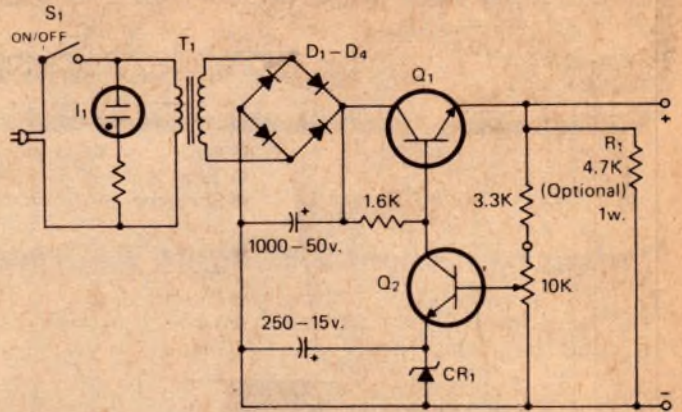 S1
ON/OFF
T1
D1–D4
Q1
I1
+
R1
4.7K
(Optional)
1w.
3.3K
1.6K
+
1000–50v.
Q2
10K
250–15v.
+
CR1
–